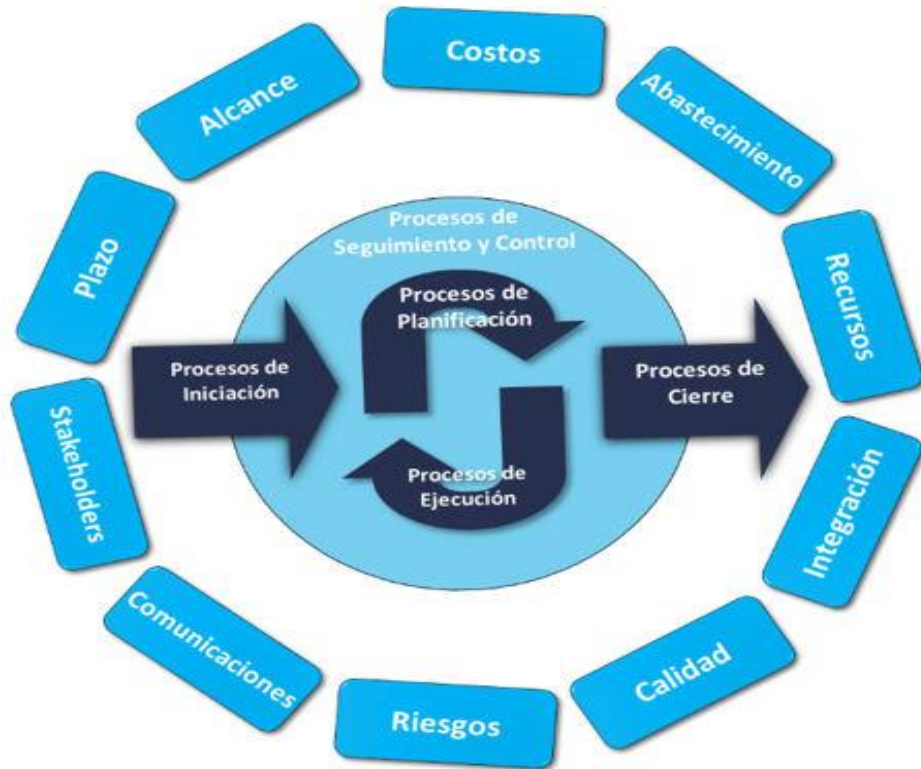 Costos
Alcance
Abastecimiento
Plazo
Recursos
Procesos de
Seguimiento y Control
Procesos de
Planificación
Procesos de
Iniciación
Procesos de
Cierre
Procesos de
Ejecución
Stakeholders
Integración
Comunicaciones
Calidad
Riesgos